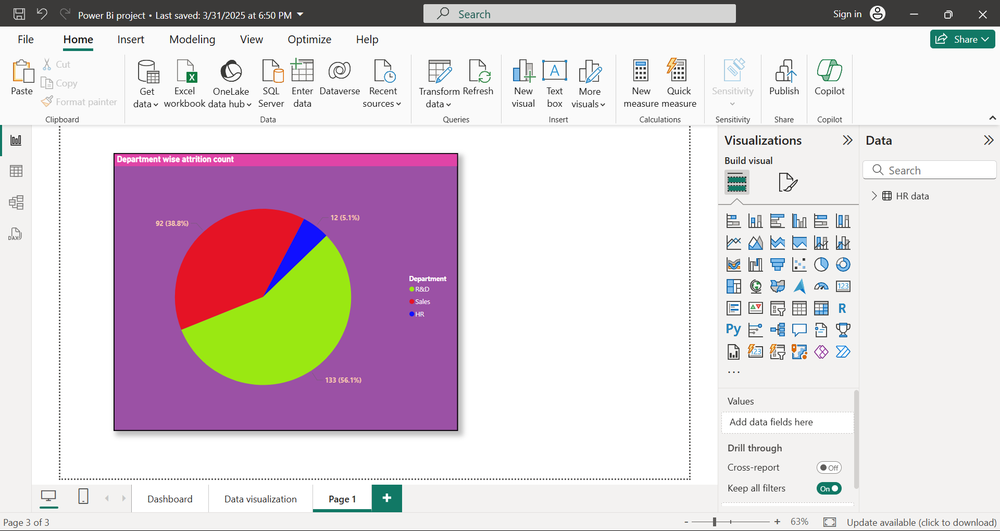 Power Bi project • Last saved: 3/31/2025 at 6:50 PM
Search
Sign in
File
Home
Insert
Modeling
View
Optimize
Help
Share
Paste
Cut
Copy
Format painter
Clipboard
Get data
Excel workbook
OneLake data hub
SQL Server
Enter data
Dataverse
Recent sources
Data
Transform data
Refresh
Queries
New visual
Text box
More visuals
Insert
New measure
Quick measure
Calculations
Sensitivity
Sensitivity
Publish
Share
Copilot
Copilot
DAX
Department wise attrition count
92 (38.8%)
12 (5.1%)
133 (56.1%)
Department
R&D
Sales
HR
Visualizations
Build visual
123
R
Py
123
Values
Add data fields here
Drill through
Cross-report
Off
Keep all filters
On
Data
Search
HR data
Dashboard
Data visualization
Page 1
Page 3 of 3
- + 63%
Update available (click to download)